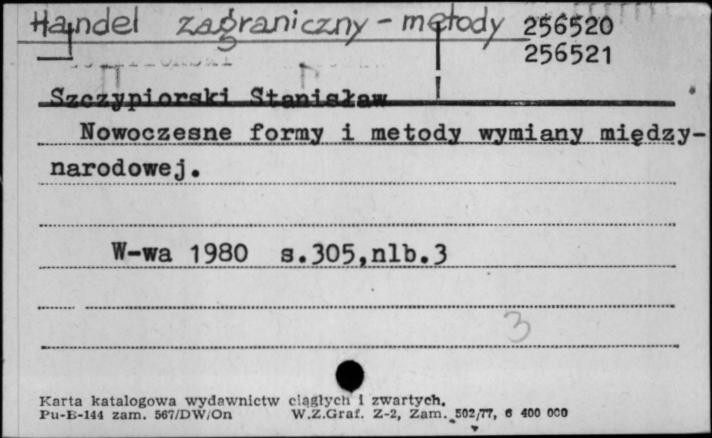 Handel zagraniczny - metody 256520
256521
Szczypiorski Stanisław
Nowoczesne formy i metody wymiany między-
narodowej.
W-wa 1980 s.305,nlb.3
3
Karta katalogowa wydawnictw ciągłych i zwartych.
Pu-E-144 zam. 567/DW/On W.Z.Graf. Z-2, Zam. 502/77, 6 400 000